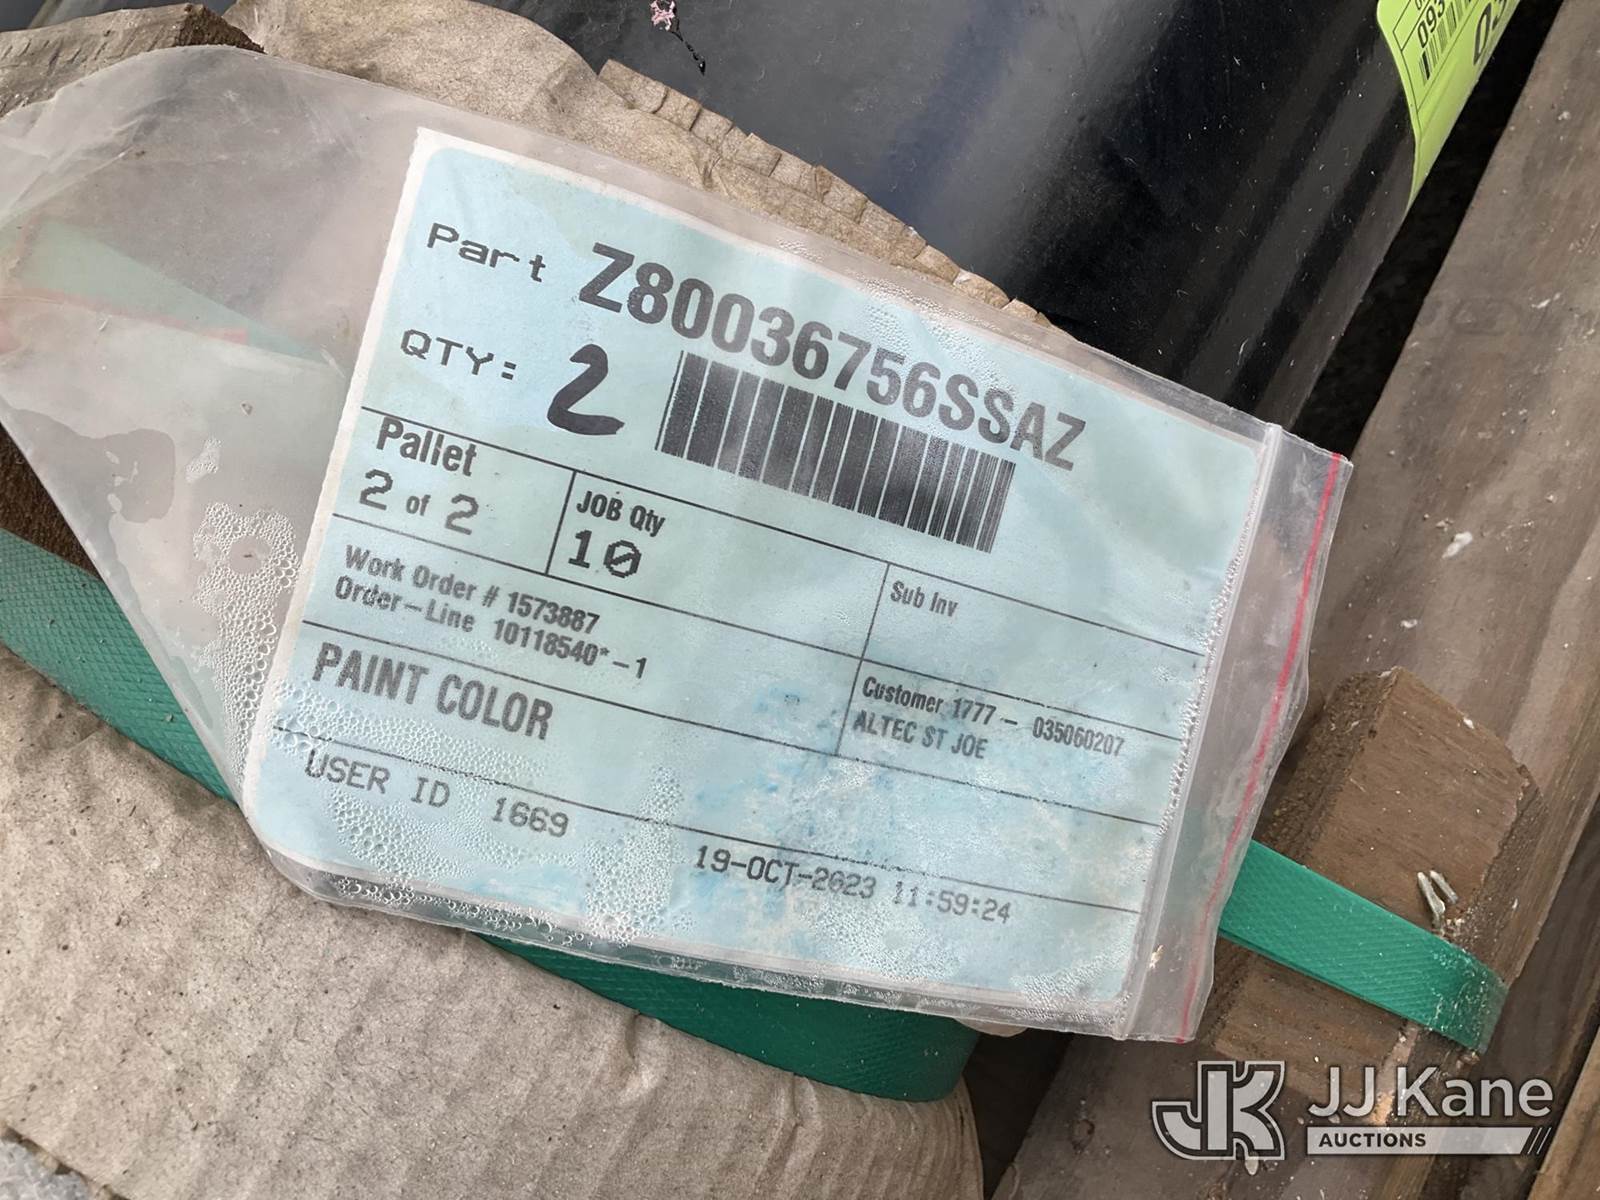 Part Z80036756SSAZ
QTY: 2
Pallet
2 of 2
JOB Qty
10
Work Order # 1573887
Order-Line 10118540*-1
Sub Inv
PAINT COLOR
Customer 1777 - 035060207
ALTEC ST JOE
USER ID 1669
19-OCT-2023 11:59:24
JK JJ Kane
AUCTIONS